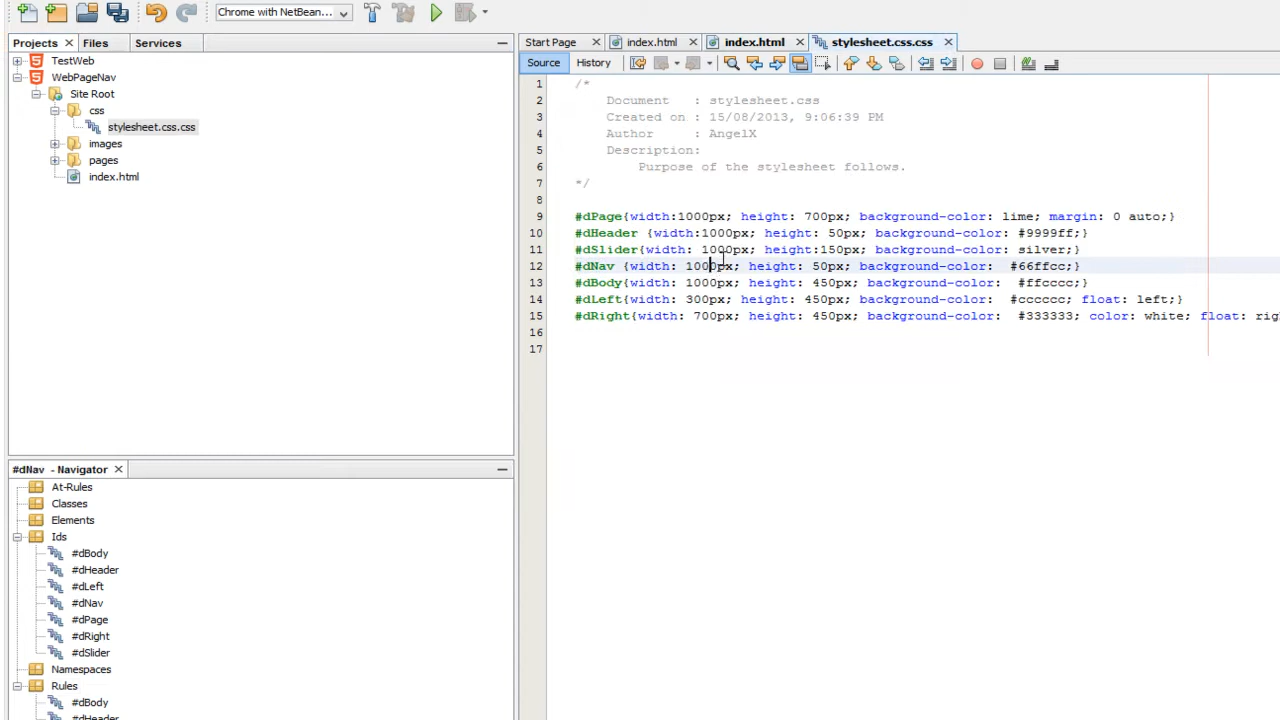 Chrome with NetBean...
Projects
Files
Services
TestWeb
WebPageNav
Site Root
css
stylesheet.css.css
images
pages
index.html
#dNav - Navigator
At-Rules
Classes
Elements
Ids
#dBody
#dHeader
#dLeft
#dNav
#dPage
#dRight
#dSlider
Namespaces
Rules
#dBody
#dHeader
Start Page
index.html
index.html
stylesheet.css.css
Source
History
1 /*
2 Document : stylesheet.css
3 Created on : 15/08/2013, 9:06:39 PM
4 Author : AngelX
5 Description:
6 Purpose of the stylesheet follows.
7 */
8
9 #dPage{width:1000px; height: 700px; background-color: lime; margin: 0 auto;}
10 #dHeader {width:1000px; height: 50px; background-color: #9999ff;}
11 #dSlider{width: 1000px; height:150px; background-color: silver;}
12 #dNav {width: 1000px; height: 50px; background-color: #66ffcc;}
13 #dBody{width: 1000px; height: 450px; background-color: #ffcccc;}
14 #dLeft{width: 300px; height: 450px; background-color: #cccccc; float: left;}
15 #dRight{width: 700px; height: 450px; background-color: #333333; color: white; float: rig
16
17